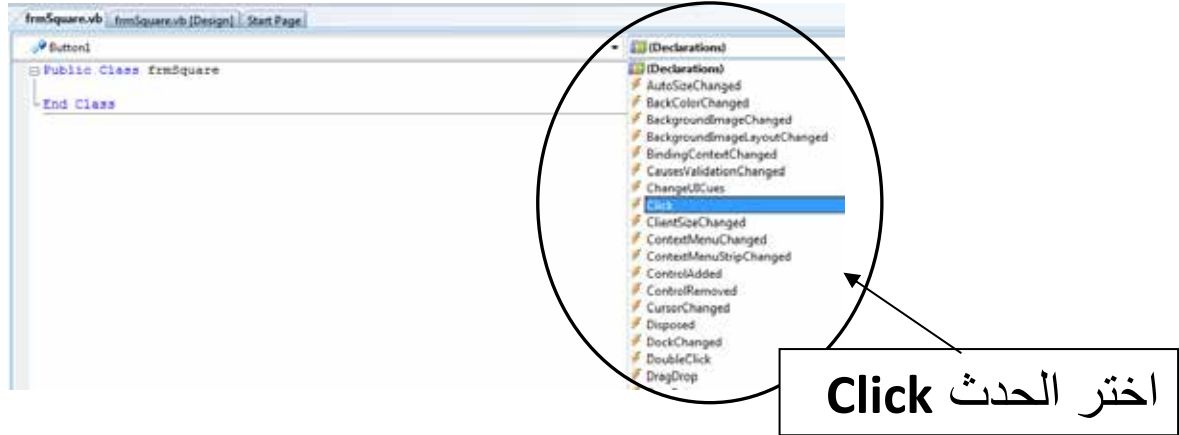 frmSquare.vb frmSquare.vb [Design] Start Page
Button1
(Declarations)
Public Class frmSquare
End Class
(Declarations)
AutoSizeChanged
BackColorChanged
BackgroundImageChanged
BackgroundImageLayoutChanged
BindingContextChanged
CausesValidationChanged
ChangeUICues
Click
ClientSizeChanged
ContextMenuChanged
ContextMenuStripChanged
ControlAdded
ControlRemoved
CursorChanged
Disposed
DockChanged
DoubleClick
DragDrop
اختر الحدث Click